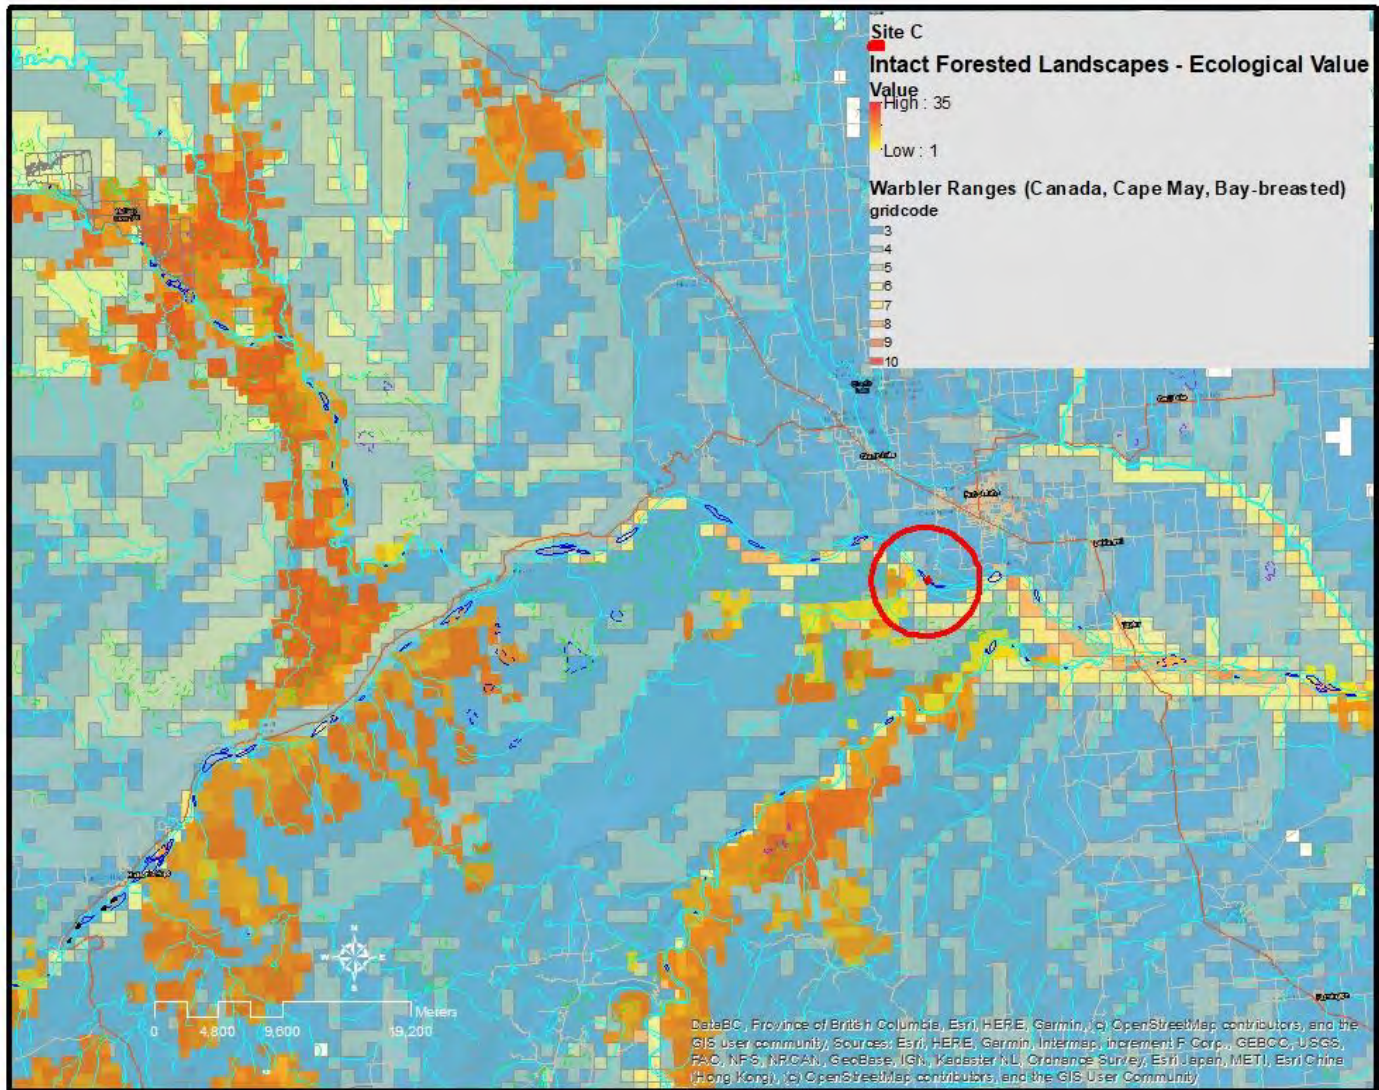 Site C
Intact Forested Landscapes - Ecological Value
Value
High : 35
Low : 1
Warbler Ranges (Canada, Cape May, Bay-breasted)
gridcode
3
4
5
6
7
8
9
10
N
W E
S
Meters
0 4,800 9,600 19,200
DataBC, Province of British Columbia, Esri, HERE, Garmin, (c) OpenStreetMap contributors, and the
GIS user community, Sources: Esri, HERE, Garmin, Intermap, increment P Corp., GEBCO, USGS,
FAO, NPS, NRCAN, GeoBase, IGN, Kadaster NL, Ordnance Survey, Esri Japan, METI, Esri China
(Hong Kong), (c) OpenStreetMap contributors, and the GIS User Community